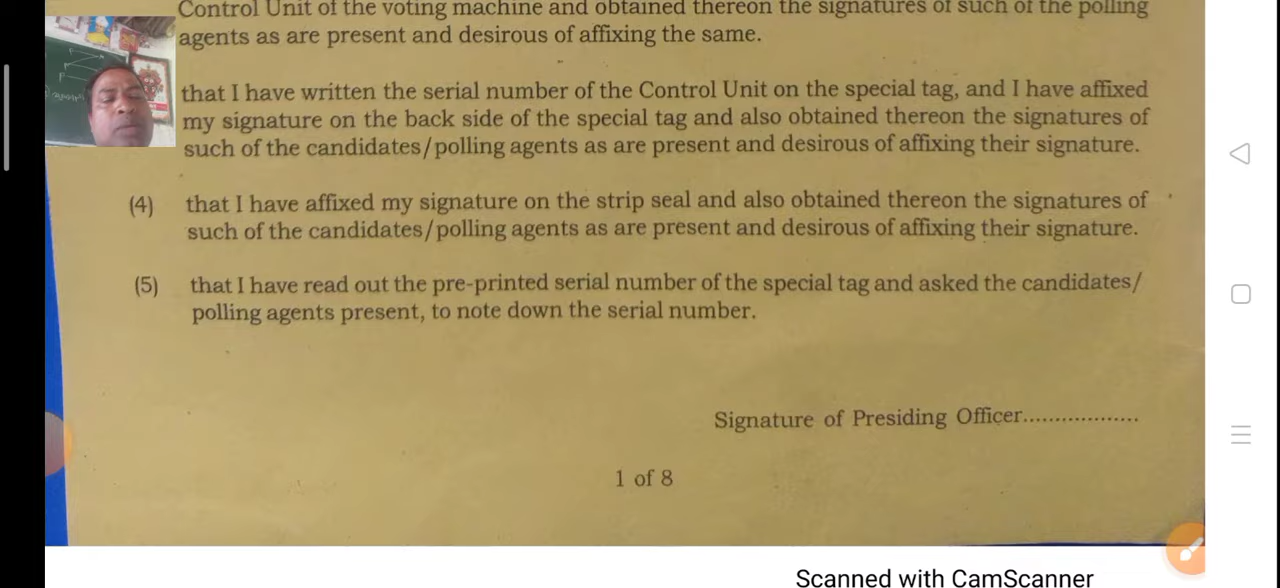 Control Unit of the voting machine and obtained thereon the signatures of such of the polling
agents as are present and desirous of affixing the same.
that I have written the serial number of the Control Unit on the special tag, and I have affixed
my signature on the back side of the special tag and also obtained thereon the signatures of
such of the candidates/polling agents as are present and desirous of affixing their signature.
(4) that I have affixed my signature on the strip seal and also obtained thereon the signatures of
such of the candidates/polling agents as are present and desirous of affixing their signature.
(5) that I have read out the pre-printed serial number of the special tag and asked the candidates/
polling agents present, to note down the serial number.
Signature of Presiding Officer..................
1 of 8
Scanned with CamScanner